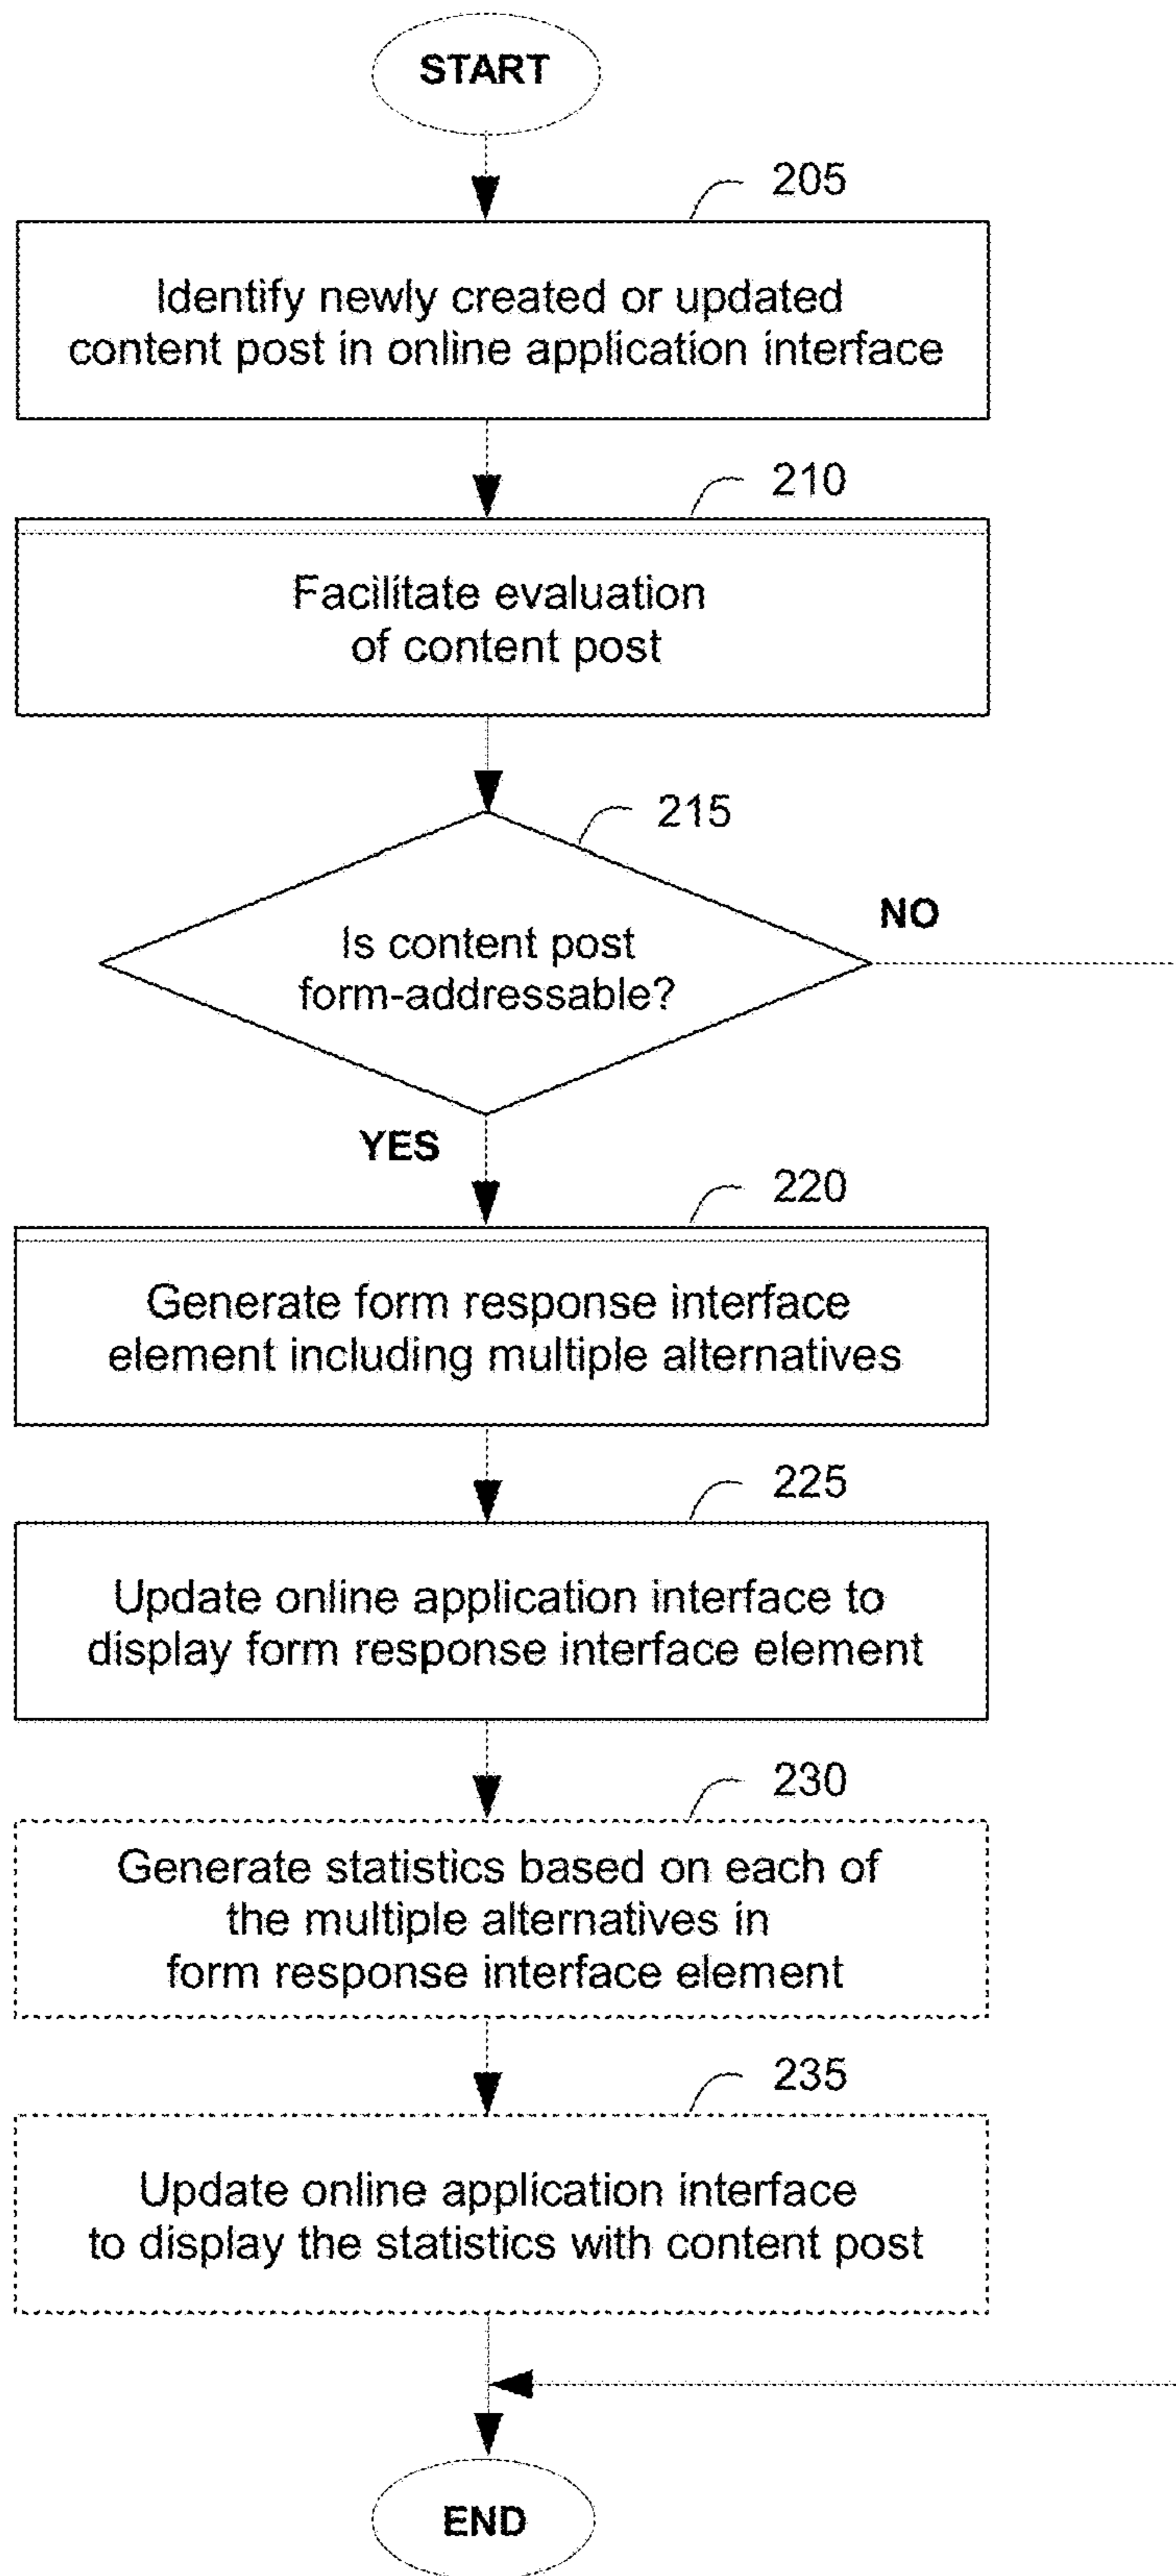 START
205
Identify newly created or updated
content post in online application interface
210
Facilitate evaluation
of content post
215
Is content post
form-addressable?
NO
YES
220
Generate form response interface
element including multiple alternatives
225
Update online application interface to
display form response interface element
230
Generate statistics based on each of
the multiple alternatives in
form response interface element
235
Update online application interface
to display the statistics with content post
END